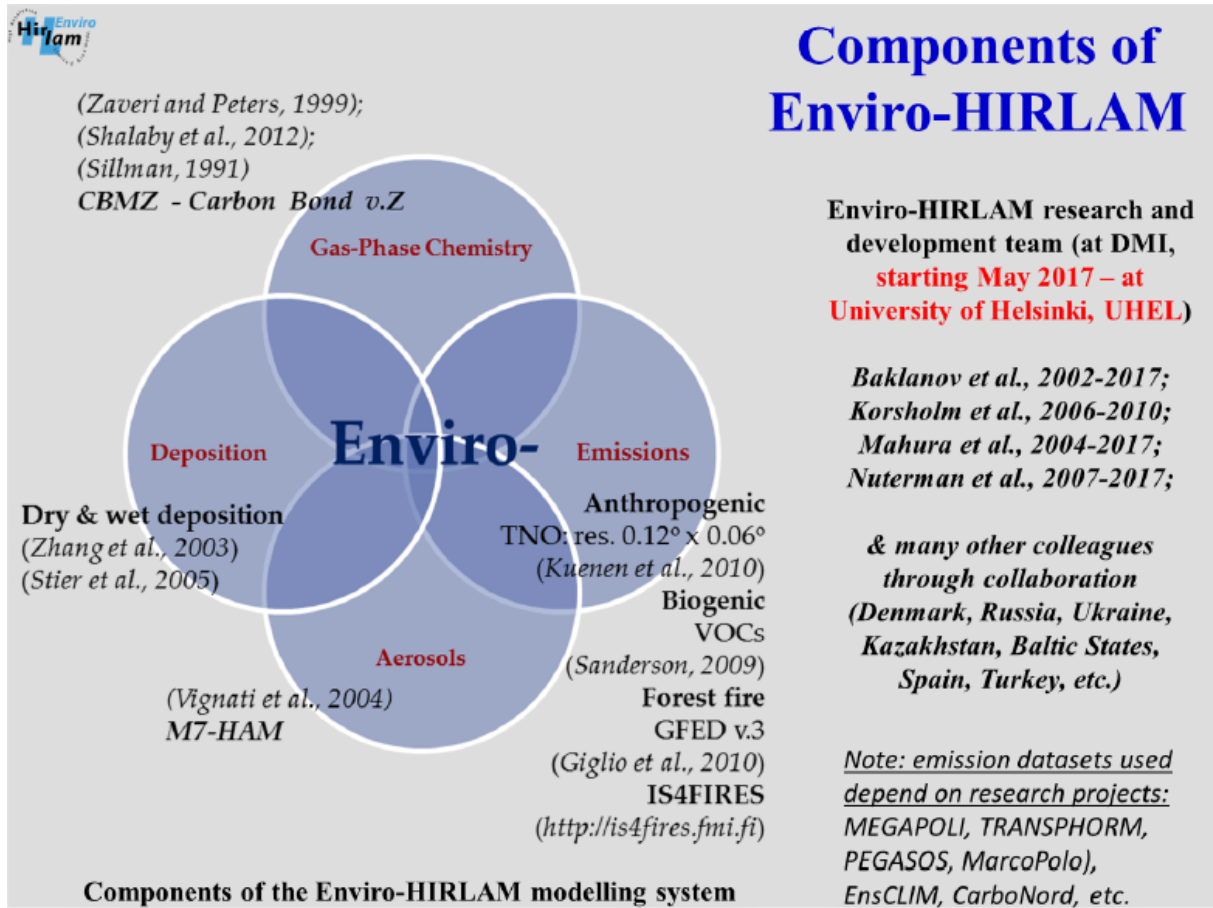 Enviro
Hirlam
Components of
Enviro-HIRLAM
(Zaveri and Peters, 1999);
(Shalaby et al., 2012);
(Sillman, 1991)
CBMZ - Carbon Bond v.Z
Gas-Phase Chemistry
Deposition
Enviro-
Emissions
Dry & wet deposition
(Zhang et al., 2003)
(Stier et al., 2005)
Anthropogenic
TNO: res. 0.12º x 0.06º
(Kuenen et al., 2010)
Biogenic
VOCs
(Sanderson, 2009)
Forest fire
GFED v.3
(Giglio et al., 2010)
IS4FIRES
(http://is4fires.fmi.fi)
Aerosols
(Vignati et al., 2004)
M7-HAM
Components of the Enviro-HIRLAM modelling system
Enviro-HIRLAM research and
development team (at DMI,
starting May 2017 – at
University of Helsinki, UHEL)
Baklanov et al., 2002-2017;
Korsholm et al., 2006-2010;
Mahura et al., 2004-2017;
Nuterman et al., 2007-2017;
& many other colleagues
through collaboration
(Denmark, Russia, Ukraine,
Kazakhstan, Baltic States,
Spain, Turkey, etc.)
Note: emission datasets used
depend on research projects:
MEGAPOLI, TRANSPHORM,
PEGASOS, MarcoPolo),
EnsCLIM, CarboNord, etc.